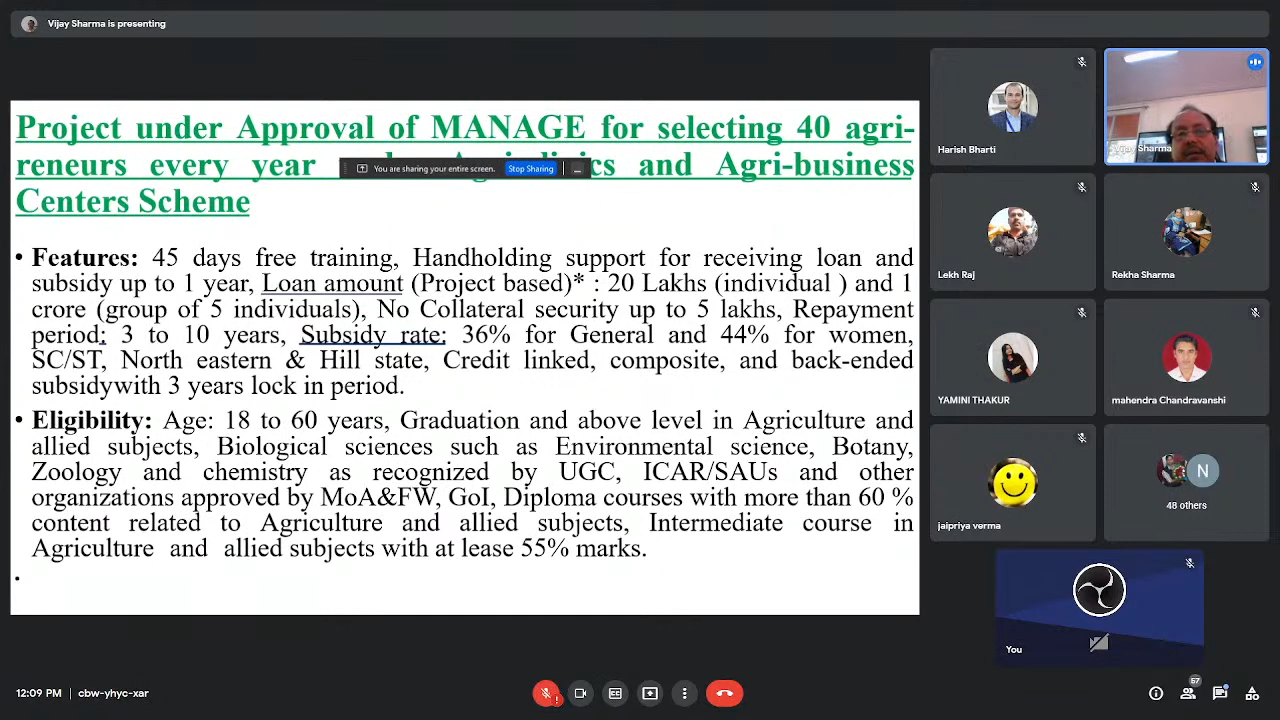 Vijay Sharma is presenting
Project under Approval of MANAGE for selecting 40 agri-
reneurs every year and Agri-business
Centers Scheme
You are sharing your entire screen. Stop Sharing
• Features: 45 days free training, Handholding support for receiving loan and
subsidy up to 1 year, Loan amount (Project based)* : 20 Lakhs (individual ) and 1
crore (group of 5 individuals), No Collateral security up to 5 lakhs, Repayment
period: 3 to 10 years, Subsidy rate: 36% for General and 44% for women,
SC/ST, North eastern & Hill state, Credit linked, composite, and back-ended
subsidywith 3 years lock in period.
• Eligibility: Age: 18 to 60 years, Graduation and above level in Agriculture and
allied subjects, Biological sciences such as Environmental science, Botany,
Zoology and chemistry as recognized by UGC, ICAR/SAUs and other
organizations approved by MoA&FW, GoI, Diploma courses with more than 60 %
content related to Agriculture and allied subjects, Intermediate course in
Agriculture and allied subjects with at lease 55% marks.
•
Harish Bharti
Vijay Sharma
Lekh Raj
Rekha Sharma
YAMINI THAKUR
mahendra Chandravanshi
jaipriya verma
N
48 others
You
12:09 PM | cbw-yhyc-xar
57